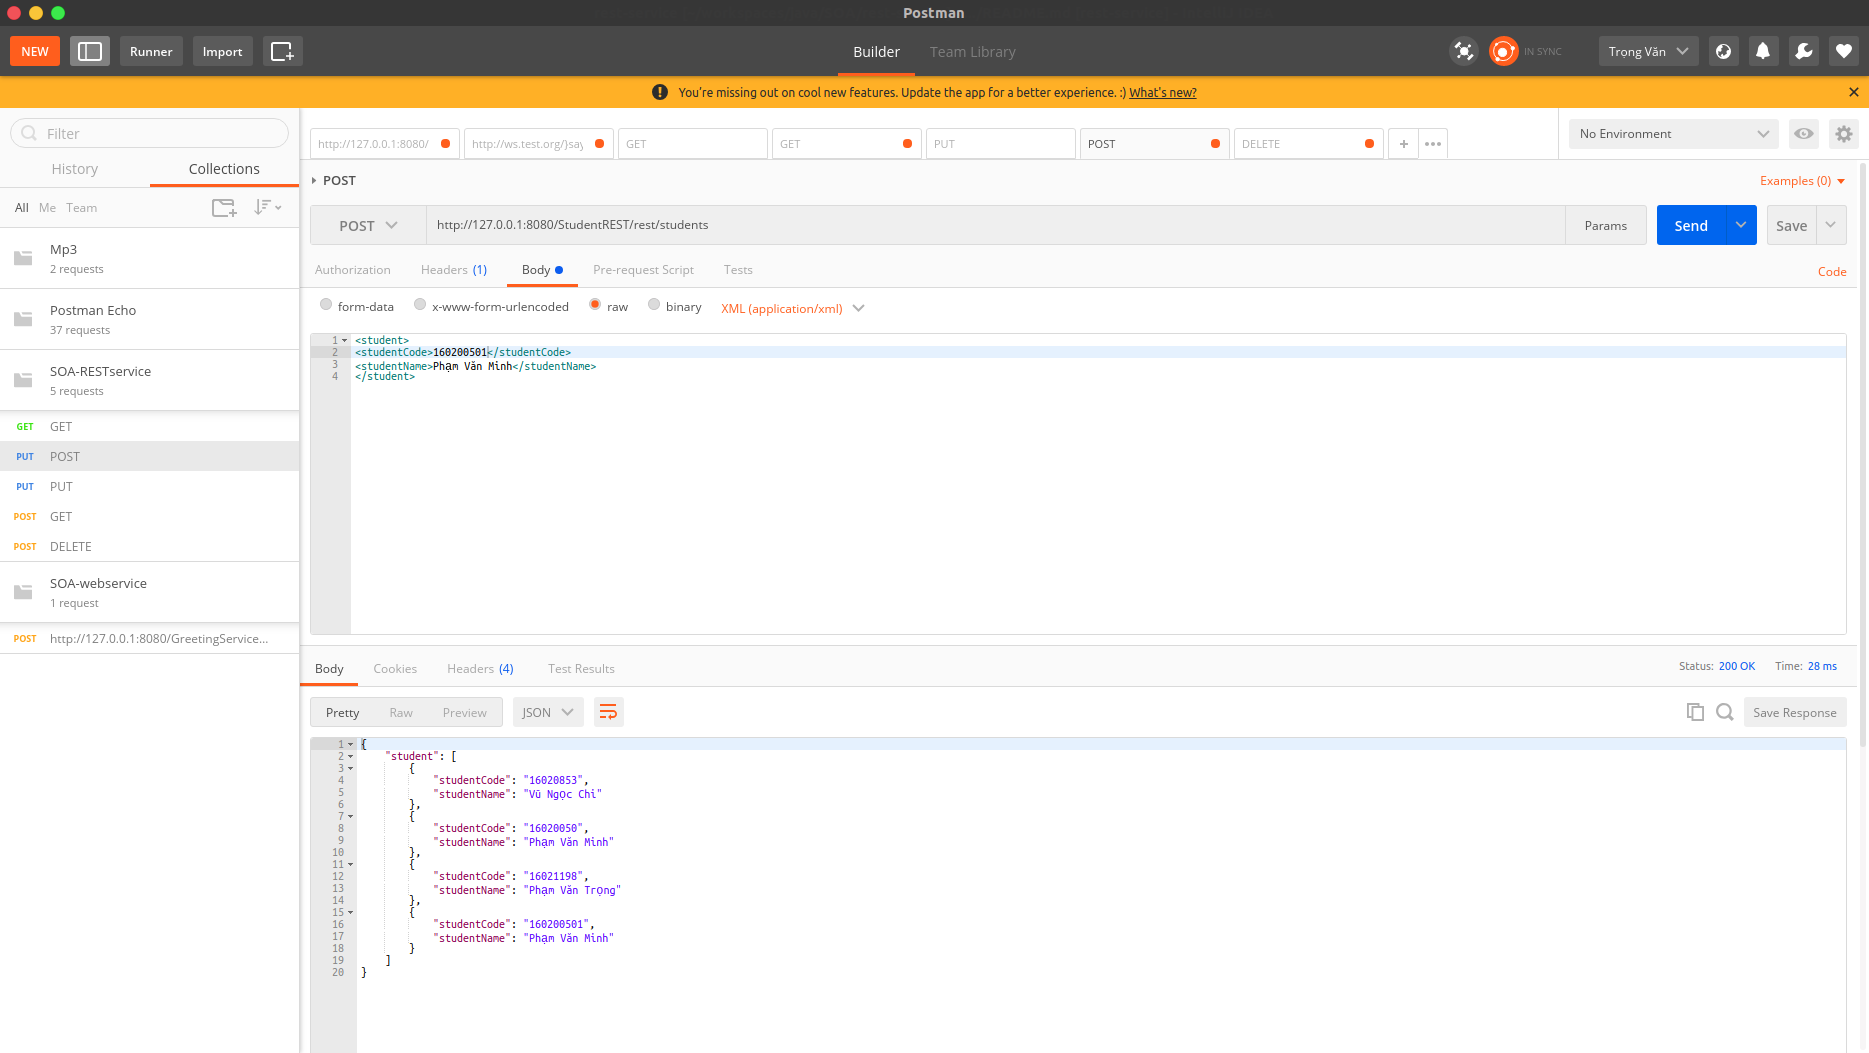 Postman
NEW
Runner
Import
Builder
Team Library
IN SYNC
Trọng Văn
You're missing out on cool new features. Update the app for a better experience. :) What's new?
Filter
History
Collections
All
Me
Team
Mp3
2 requests
Postman Echo
37 requests
SOA-RESTservice
5 requests
GET GET
PUT POST
PUT PUT
POST GET
POST DELETE
SOA-webservice
1 request
POST http://127.0.0.1:8080/GreetingService...
http://127.0.0.1:8080/
http://ws.test.org/}say
GET
GET
PUT
POST
DELETE
No Environment
POST
Examples (0)
POST
http://127.0.0.1:8080/StudentREST/rest/students
Params
Send
Save
Authorization
Headers (1)
Body
Pre-request Script
Tests
Code
form-data
x-www-form-urlencoded
raw
binary
XML (application/xml)
1 <student>
2 <studentCode>160200501</studentCode>
3 <studentName>Phạm Văn Minh</studentName>
4 </student>
Body
Cookies
Headers (4)
Test Results
Status: 200 OK
Time: 28 ms
Pretty
Raw
Preview
JSON
Save Response
1 {
2 "student": [
3 {
4 "studentCode": "16020853",
5 "studentName": "Vũ Ngọc Chi"
6 },
7 {
8 "studentCode": "16020050",
9 "studentName": "Phạm Văn Minh"
10 },
11 {
12 "studentCode": "16021198",
13 "studentName": "Phạm Văn Trọng"
14 },
15 {
16 "studentCode": "160200501",
17 "studentName": "Phạm Văn Minh"
18 }
19 ]
20 }